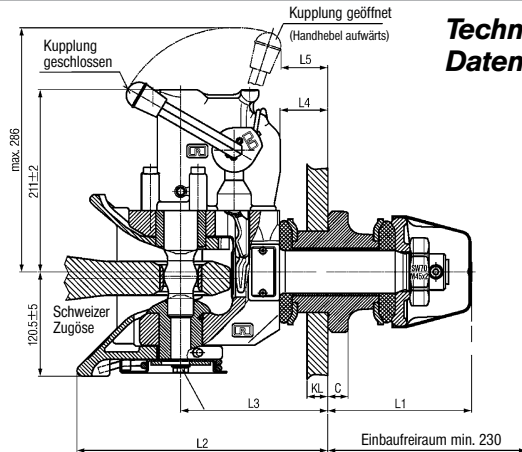 Kupplung geöffnet
(Handhebel aufwärts)
Techn
Daten
Kupplung
geschlossen
L5
L4
max. 286
211±2
120.5±5
Schweizer
Zugöse
SW70
M45x2
KL
C
L3
L1
L2
Einbaufreiraum min. 230